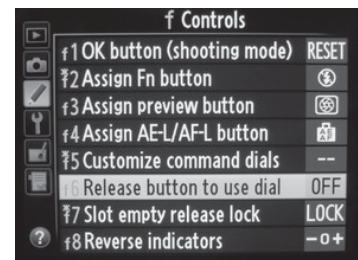 f Controls
f1 OK button (shooting mode) RESET
f2 Assign Fn button
f3 Assign preview button
f4 Assign AE-L/AF-L button
f5 Customize command dials --
f6 Release button to use dial OFF
f7 Slot empty release lock LOCK
f8 Reverse indicators –0+